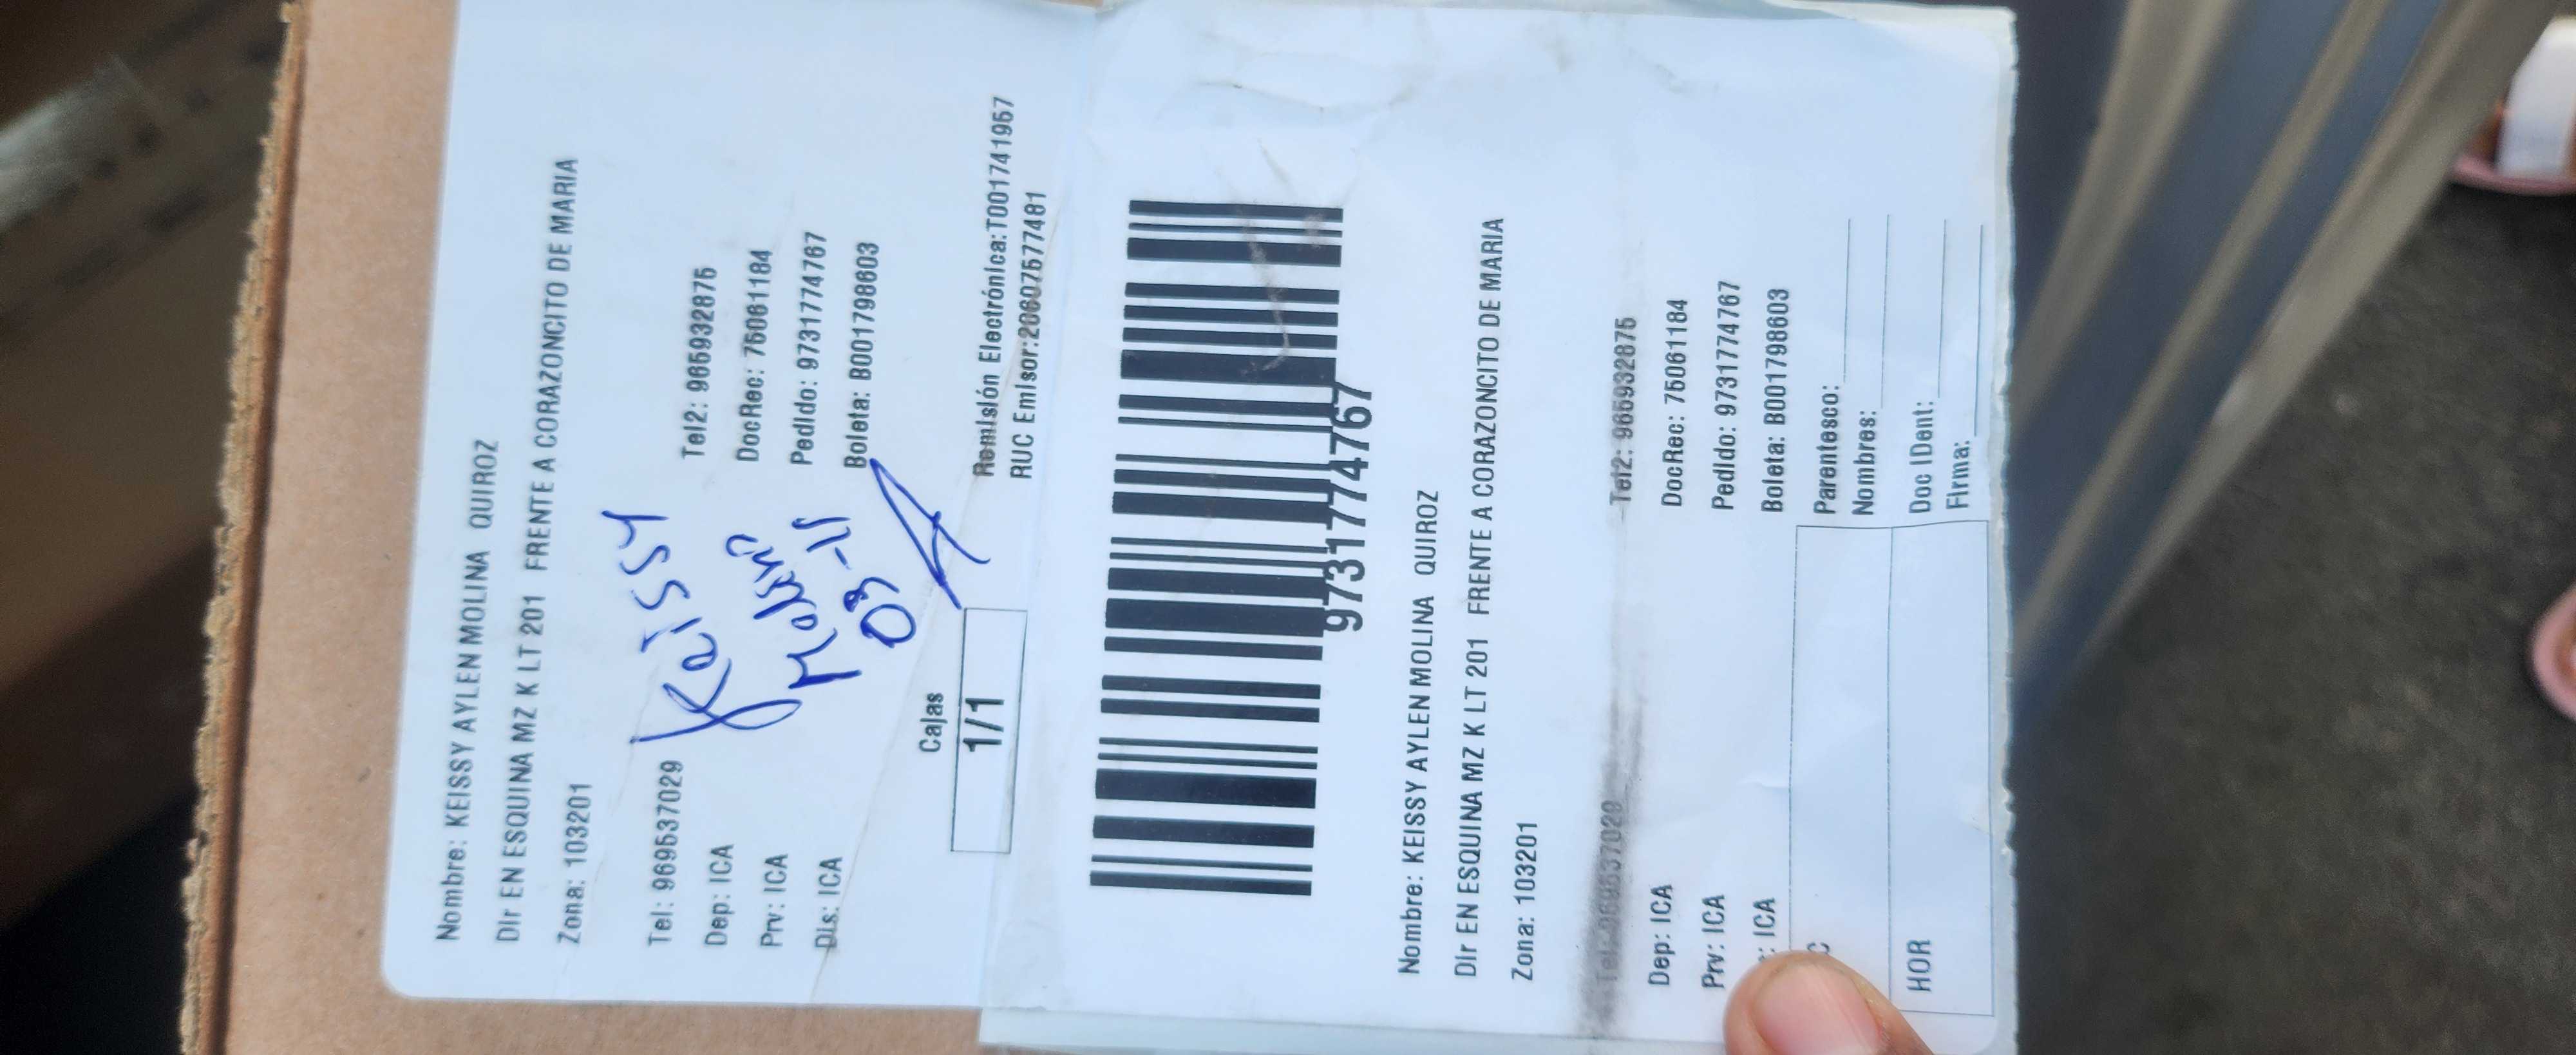 Nombre: KEISSY AYLEN MOLINA QUIROZ
Dir EN ESQUINA MZ K LT 201 FRENTE A CORAZONCITO DE MARIA
Zona: 103201
Keissy
Molina
Tel: 969537029 Tel2: 965932875
Dep: ICA DocRec: 75061184
Prv: ICA Pedido: 9731774767
Dis: ICA Boleta: B001798603
Cajas
1/1
Remisión Electrónica:T001741957
RUC Emisor:20607577481
9731774767
Nombre: KEISSY AYLEN MOLINA QUIROZ
Dir EN ESQUINA MZ K LT 201 FRENTE A CORAZONCITO DE MARIA
Zona: 103201
Tel: 969537029 Tel2: 965932875
Dep: ICA DocRec: 75061184
Prv: ICA Pedido: 9731774767
: ICA Boleta: B001798603
Parentesco:
Nombres:
HOR Doc IDent:
Firma: